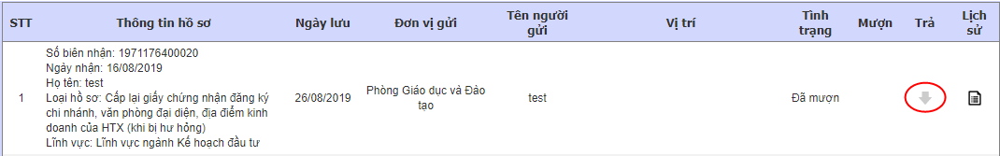 STT Thông tin hồ sơ Ngày lưu Đơn vị gửi Tên người gửi Vị trí Tình trạng Mượn Trả Lịch sử
Số biên nhận: 1971176400020
Ngày nhận: 16/08/2019
Họ tên: test
1 Loại hồ sơ: Cấp lại giấy chứng nhận đăng ký
chi nhánh, văn phòng đại diện, địa điểm kinh
doanh của HTX (khi bị hư hỏng)
Lĩnh vực: Lĩnh vực ngành Kế hoạch đầu tư
26/08/2019
Phòng Giáo dục và Đào
tạo
test
Đã mượn